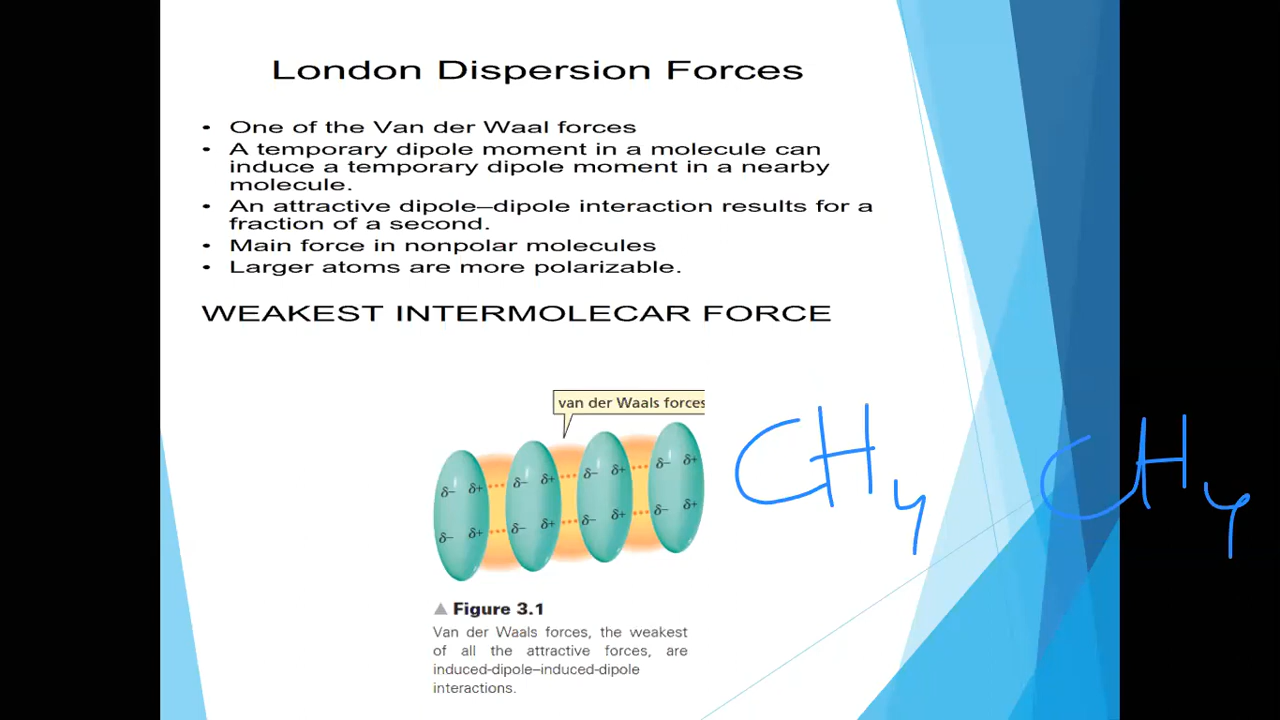 London Dispersion Forces
• One of the Van der Waal forces
• A temporary dipole moment in a molecule can
induce a temporary dipole moment in a nearby
molecule.
• An attractive dipole–dipole interaction results for a
fraction of a second.
• Main force in nonpolar molecules
• Larger atoms are more polarizable.
WEAKEST INTERMOLECAR FORCE
van der Waals forces
δ– δ+ δ– δ+ δ– δ+ δ– δ+
δ– δ+ δ– δ+ δ– δ+ δ– δ+
CH4 CH4
▲ Figure 3.1
Van der Waals forces, the weakest
of all the attractive forces, are
induced-dipole–induced-dipole
interactions.